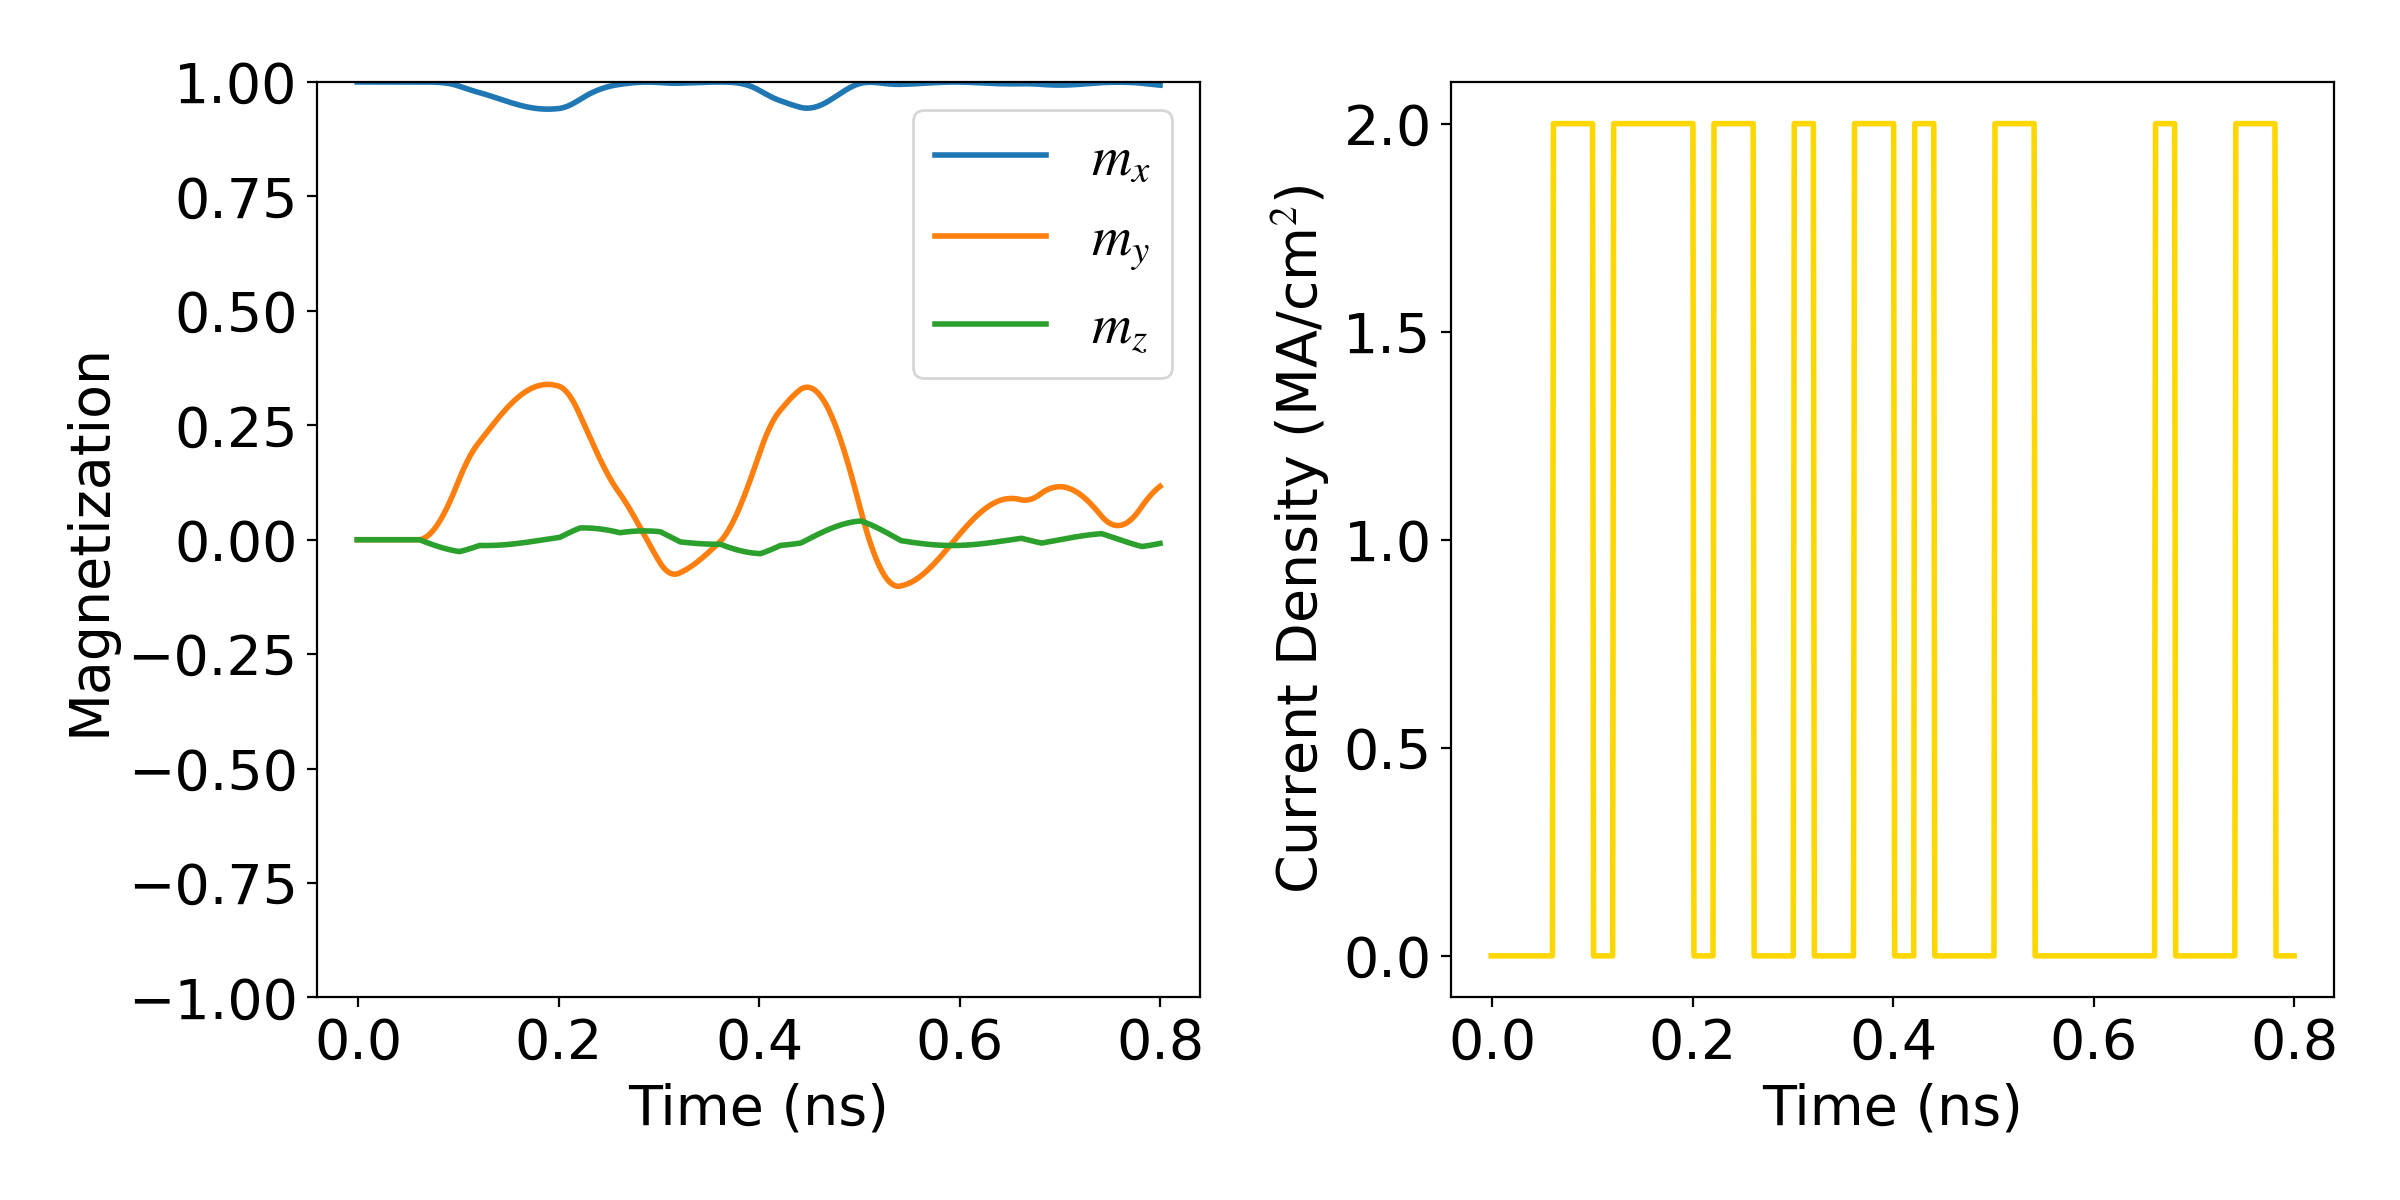 1.00
0.75
0.50
0.25
0.00
−0.25
−0.50
−0.75
−1.00
Magnetization
0.0 0.2 0.4 0.6 0.8
Time (ns)
m_x
m_y
m_z
2.0
1.5
1.0
0.5
0.0
Current Density (MA/cm²)
0.0 0.2 0.4 0.6 0.8
Time (ns)